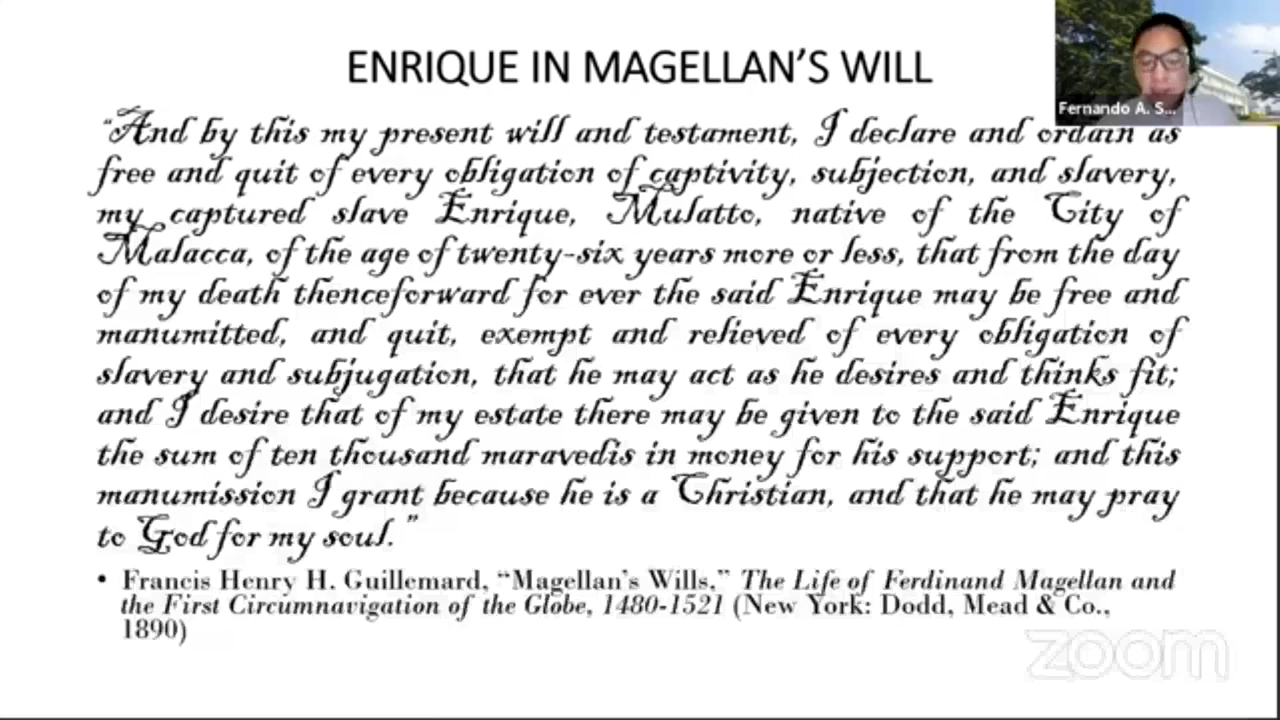 ENRIQUE IN MAGELLAN'S WILL
Fernando A. S...
“And by this my present will and testament, I declare and ordain as
free and quit of every obligation of captivity, subjection, and slavery,
my captured slave Enrique, Mulatto, native of the City of
Malacca, of the age of twenty-six years more or less, that from the day
of my death thenceforward for ever the said Enrique may be free and
manumitted, and quit, exempt and relieved of every obligation of
slavery and subjugation, that he may act as he desires and thinks fit;
and I desire that of my estate there may be given to the said Enrique
the sum of ten thousand maravedis in money for his support; and this
manumission I grant because he is a Christian, and that he may pray
to God for my soul.”
• Francis Henry H. Guillemard, “Magellan's Wills,” The Life of Ferdinand Magellan and
the First Circumnavigation of the Globe, 1480-1521 (New York: Dodd, Mead & Co.,
1890)
zoom